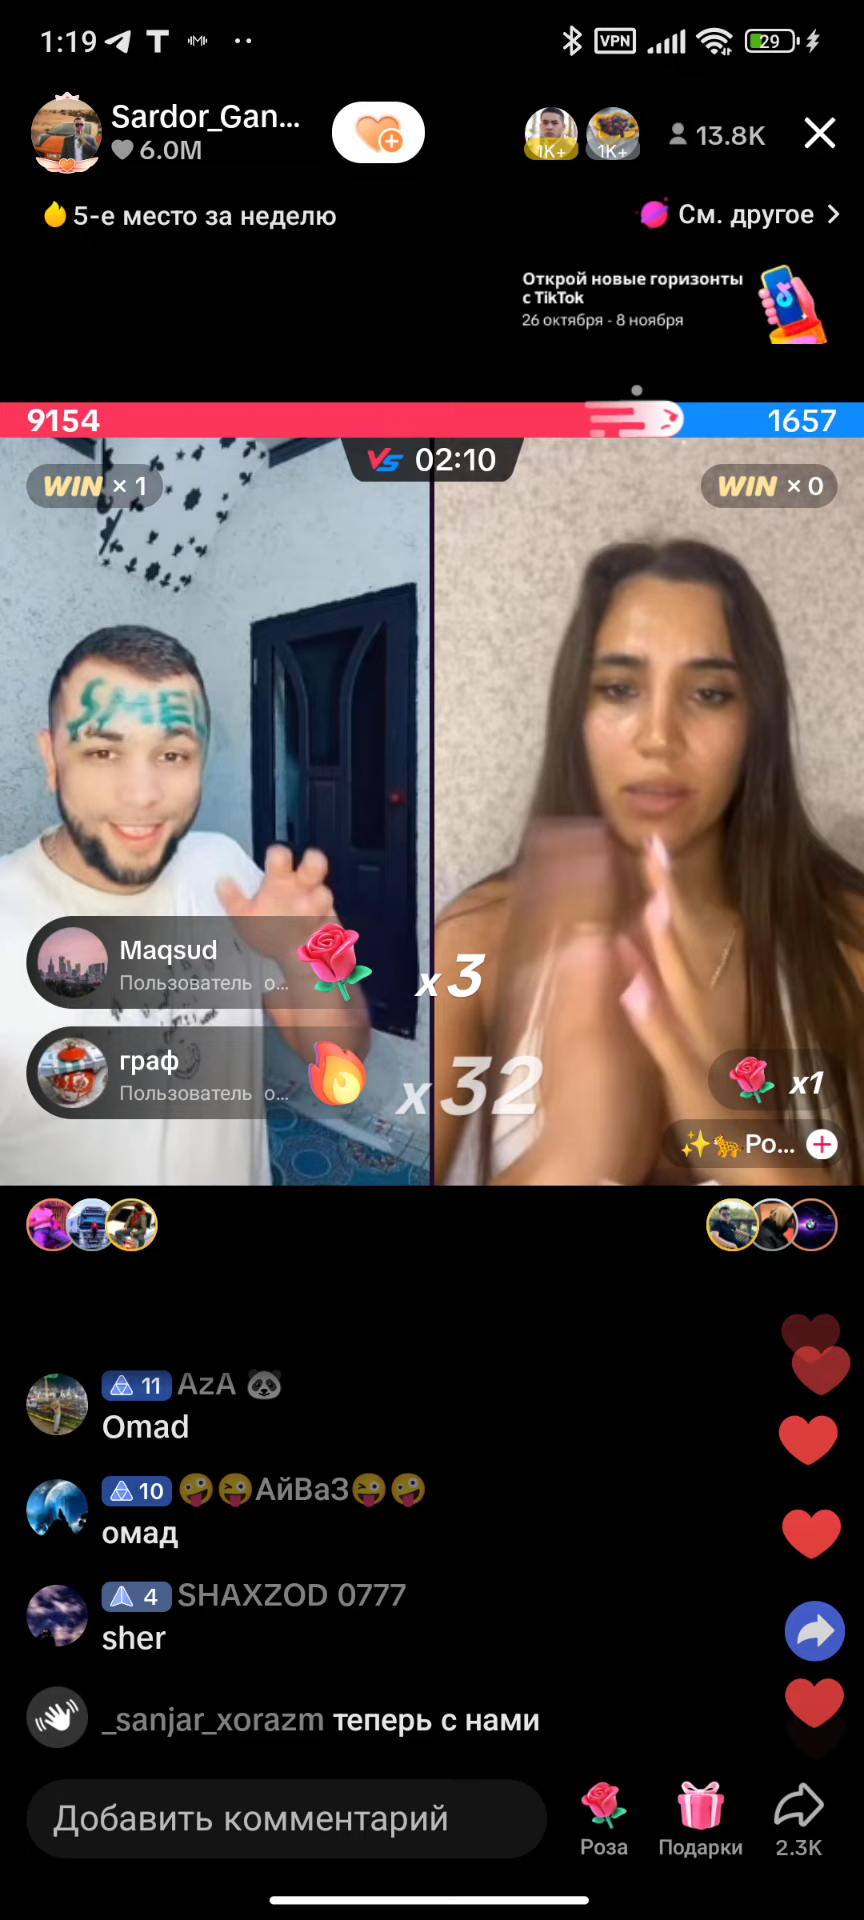 1:19
VPN
29
Sardor_Gan...
6.0M
1K+
1K+
13.8K
5-е место за неделю
См. другое
Открой новые горизонты
с TikTok
26 октября - 8 ноября
9154
1657
VS 02:10
WIN × 1
WIN × 0
SMEL
Maqsud
Пользователь о...
x3
граф
Пользователь о...
x32
x1
Po...
11 AzA
Omad
10 АйВаЗ
омад
4 SHAXZOD 0777
sher
_sanjar_xorazm теперь с нами
Добавить комментарий
Роза
Подарки
2.3K